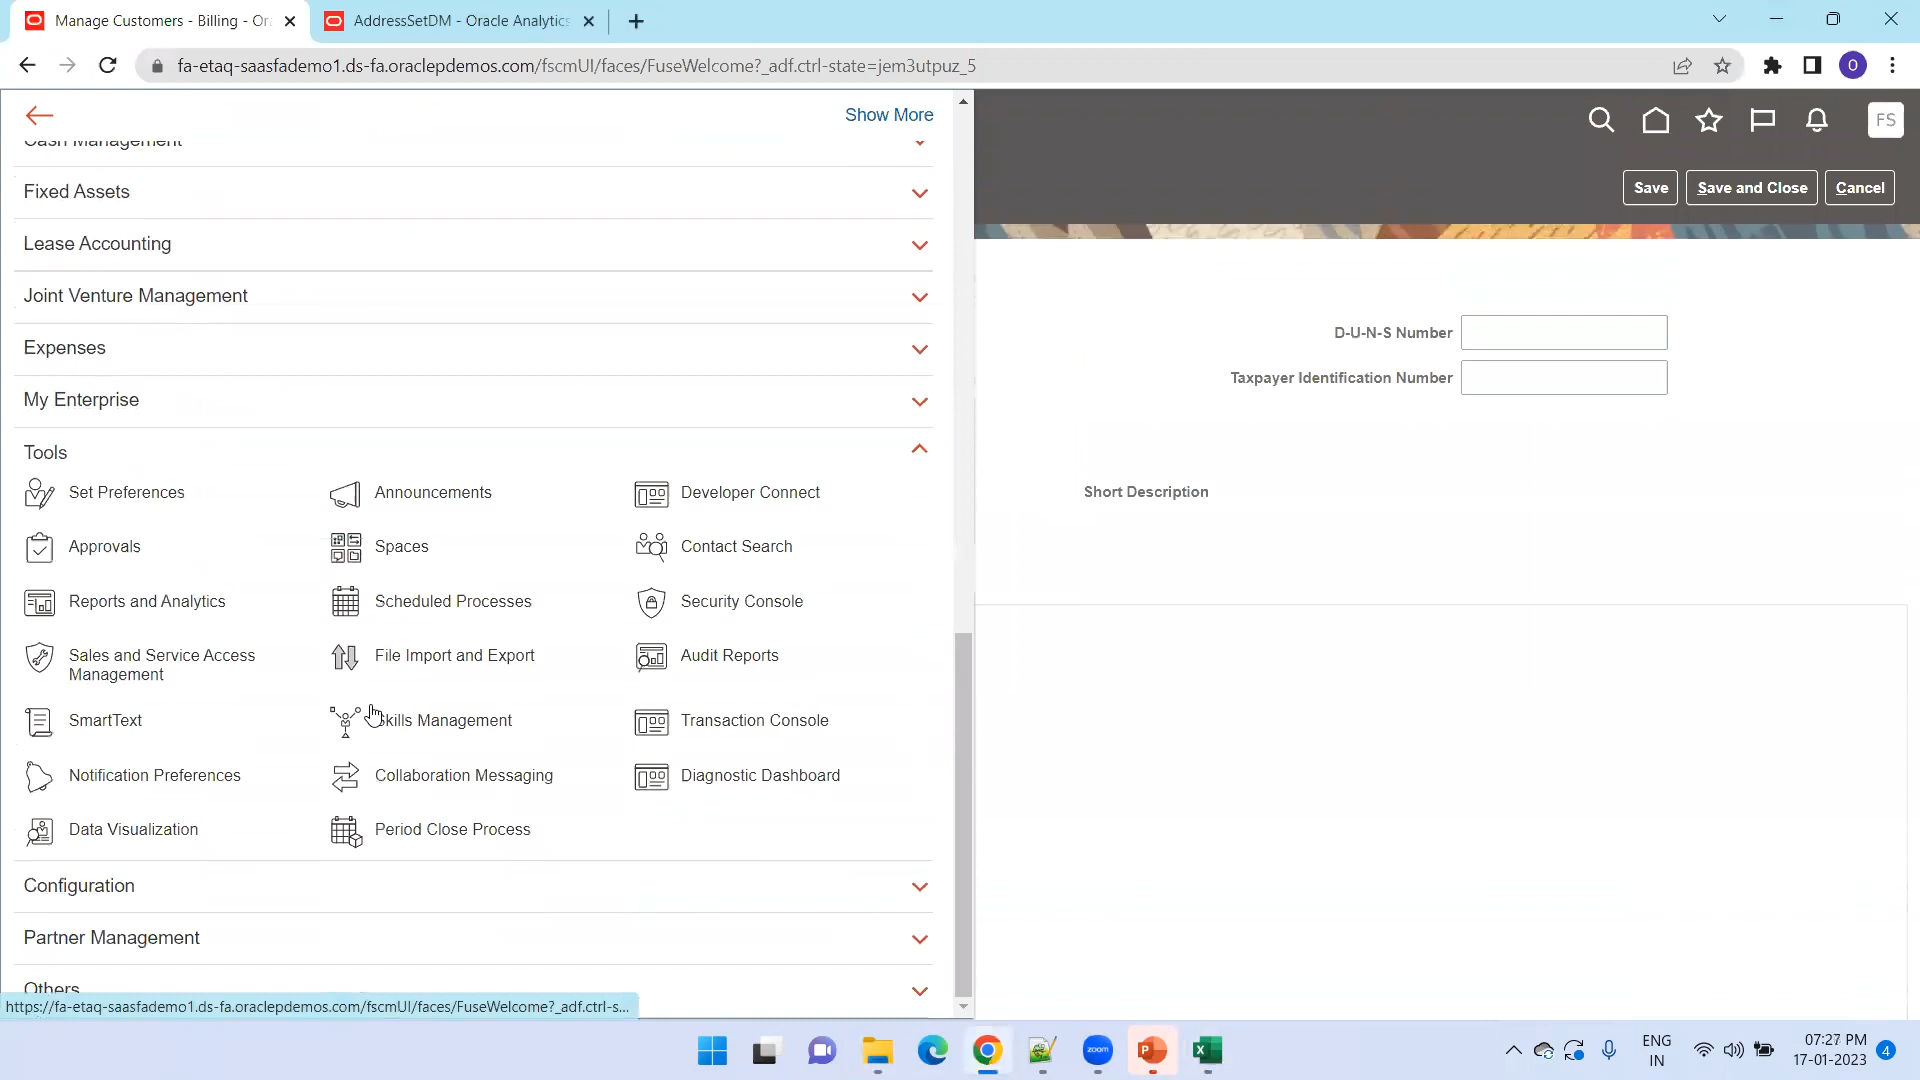 Manage Customers - Billing - Or
AddressSetDM - Oracle Analytics
fa-etaq-saasfademo1.ds-fa.oraclepdemos.com/fscmUI/faces/FuseWelcome?_adf.ctrl-state=jem3utpuz_5
O
Show More
FS
Cash Management
Save
Save and Close
Cancel
Fixed Assets
Lease Accounting
Joint Venture Management
D-U-N-S Number
Expenses
Taxpayer Identification Number
My Enterprise
Tools
Set Preferences
Announcements
Developer Connect
Short Description
Approvals
Spaces
Contact Search
Reports and Analytics
Scheduled Processes
Security Console
Sales and Service Access
Management
File Import and Export
Audit Reports
SmartText
Skills Management
Transaction Console
Notification Preferences
Collaboration Messaging
Diagnostic Dashboard
Data Visualization
Period Close Process
Configuration
Partner Management
Others
https://fa-etaq-saasfademo1.ds-fa.oraclepdemos.com/fscmUI/faces/FuseWelcome?_adf.ctrl-s...
zoom
ENG
IN
07:27 PM
17-01-2023
4